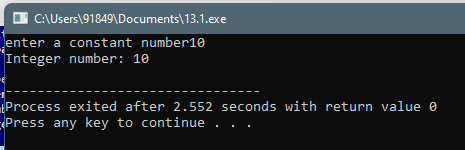 C:\Users\91849\Documents\13.1.exe
enter a constant number10
Integer number: 10
--------------------------------
Process exited after 2.552 seconds with return value 0
Press any key to continue . . .